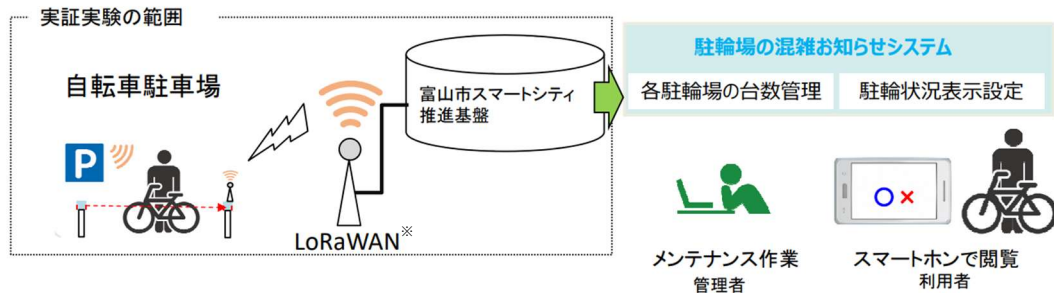 実証実験の範囲
自転車駐車場
P
LoRaWAN※
富山市スマートシティ
推進基盤
駐輪場の混雑お知らせシステム
各駐輪場の台数管理
駐輪状況表示設定
メンテナンス作業
管理者
スマートホンで閲覧
利用者